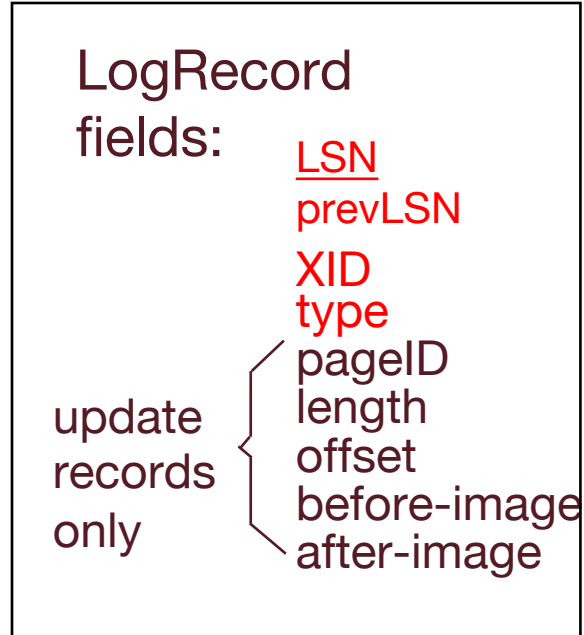 LogRecord
fields:
LSN
prevLSN
XID
type
pageID
length
offset
before-image
after-image
update
records
only